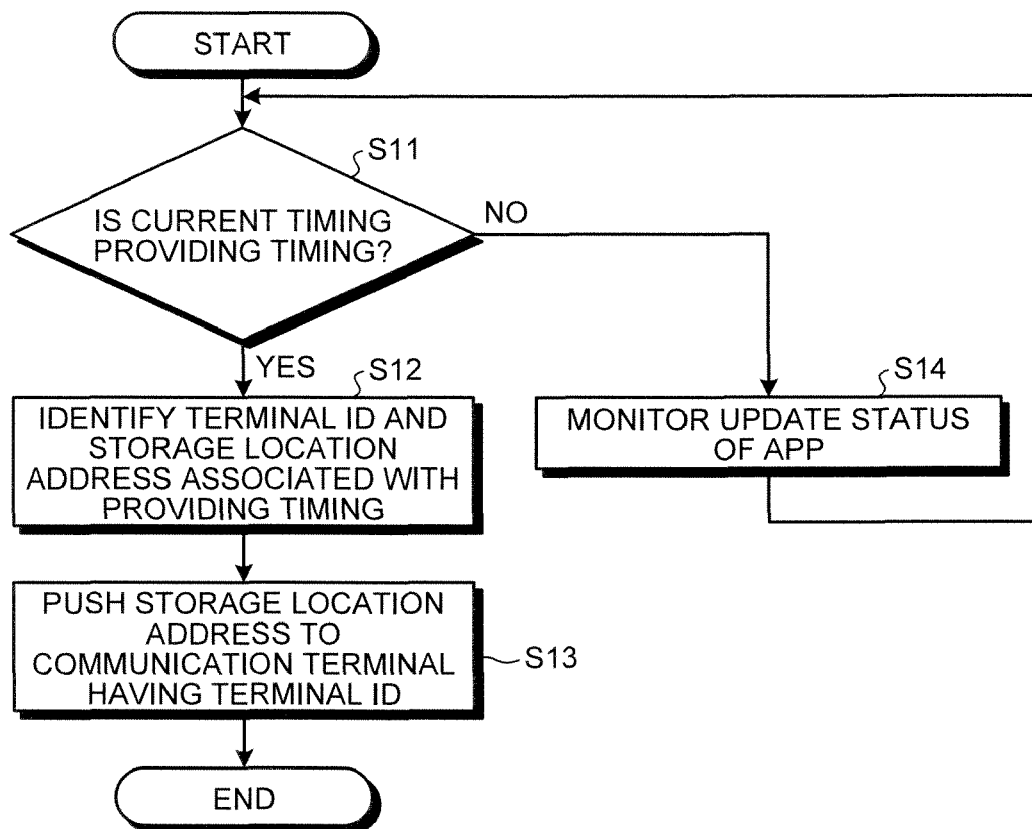 START
S11
IS CURRENT TIMING
PROVIDING TIMING?
NO
YES
S12
IDENTIFY TERMINAL ID AND
STORAGE LOCATION
ADDRESS ASSOCIATED WITH
PROVIDING TIMING
S14
MONITOR UPDATE STATUS
OF APP
PUSH STORAGE LOCATION
ADDRESS TO
COMMUNICATION TERMINAL
HAVING TERMINAL ID
S13
END